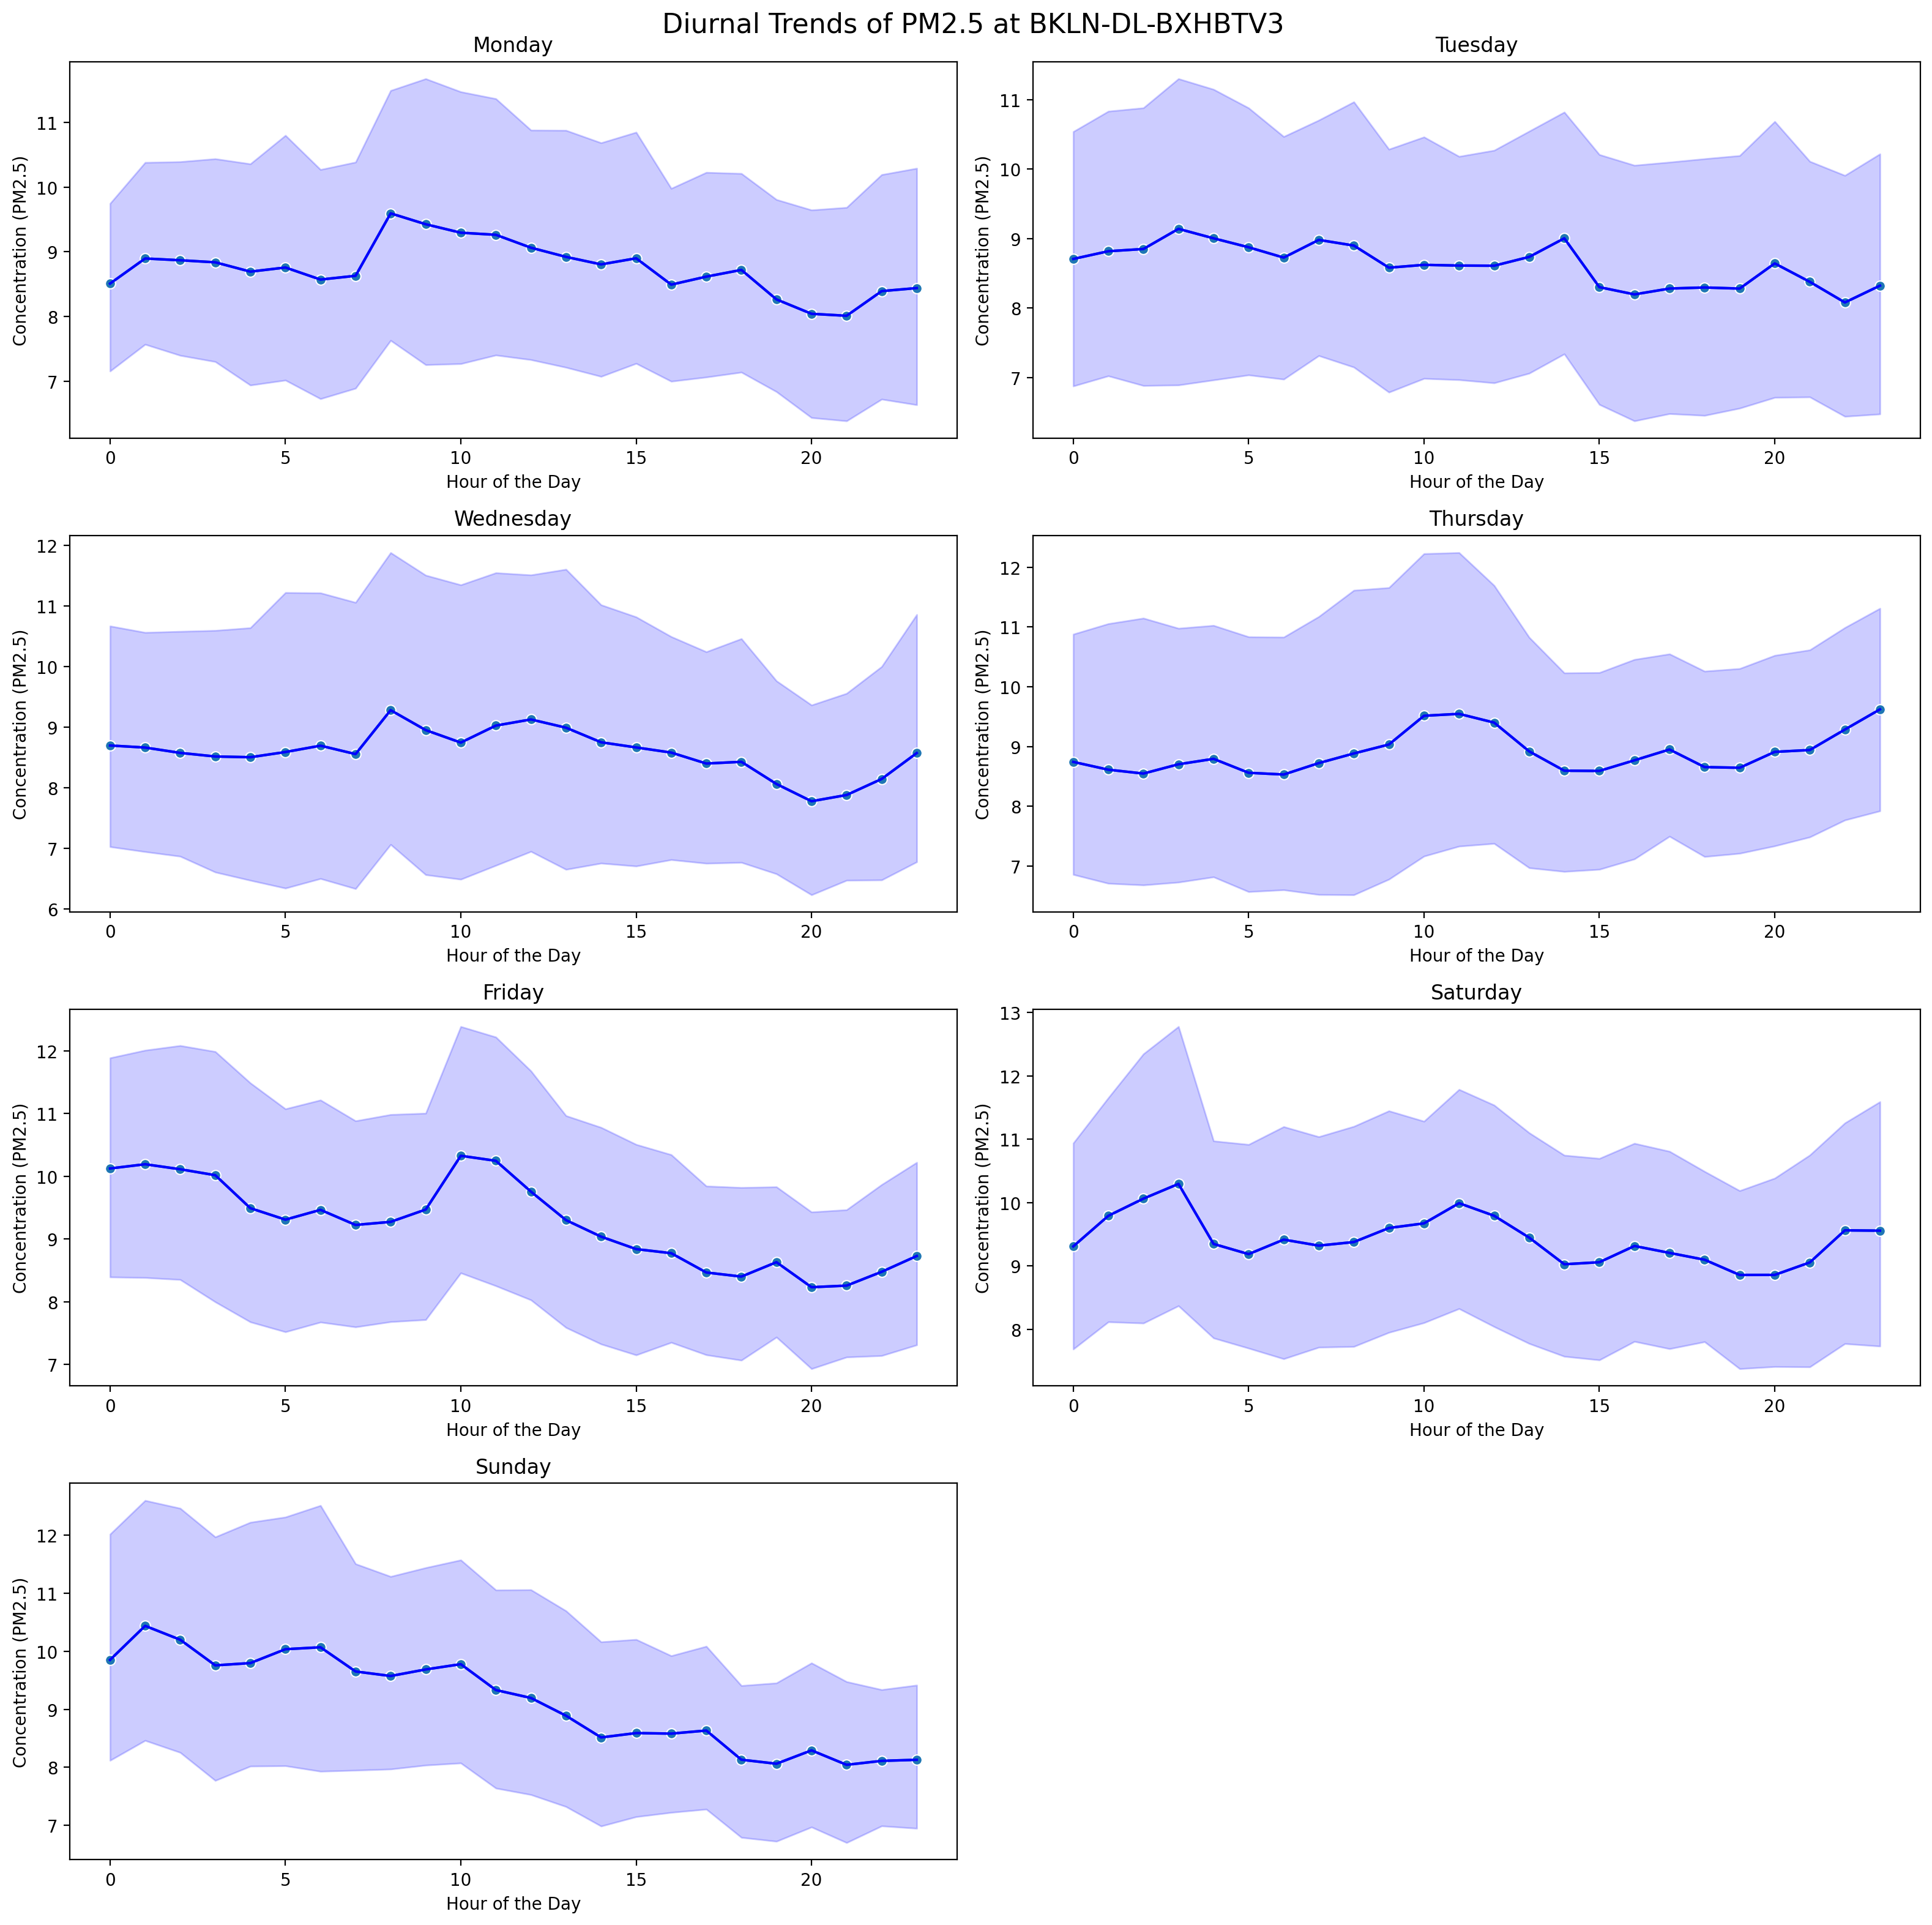 Diurnal Trends of PM2.5 at BKLN-DL-BXHBTV3
Monday
Concentration (PM2.5)
11
10
9
8
7
0 5 10 15 20
Hour of the Day
Tuesday
Concentration (PM2.5)
11
10
9
8
7
0 5 10 15 20
Hour of the Day
Wednesday
Concentration (PM2.5)
12
11
10
9
8
7
6
0 5 10 15 20
Hour of the Day
Thursday
Concentration (PM2.5)
12
11
10
9
8
7
0 5 10 15 20
Hour of the Day
Friday
Concentration (PM2.5)
12
11
10
9
8
7
0 5 10 15 20
Hour of the Day
Saturday
Concentration (PM2.5)
13
12
11
10
9
8
0 5 10 15 20
Hour of the Day
Sunday
Concentration (PM2.5)
12
11
10
9
8
7
0 5 10 15 20
Hour of the Day